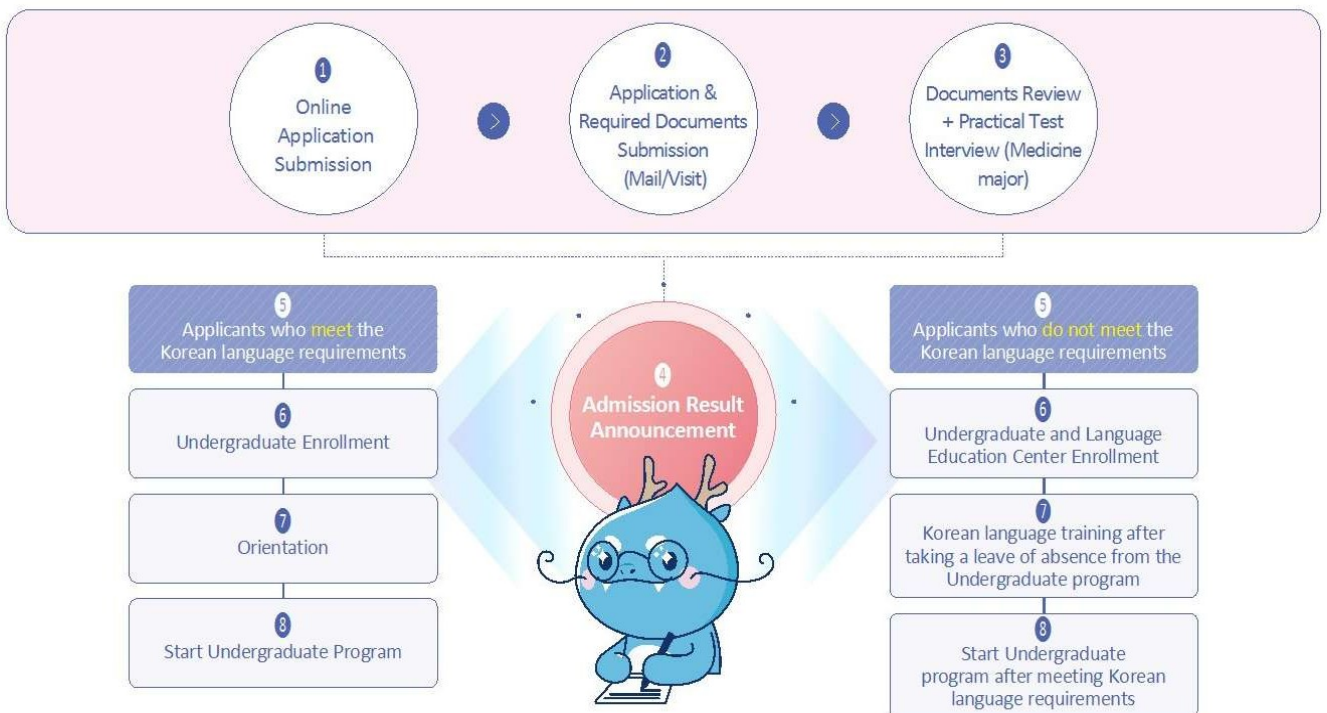 1
Online
Application
Submission
>
2
Application &
Required Documents
Submission
(Mail/Visit)
>
3
Documents Review
+ Practical Test
Interview (Medicine
major)
4
Admission Result
Announcement
5
Applicants who meet the
Korean language requirements
6
Undergraduate Enrollment
7
Orientation
8
Start Undergraduate Program
5
Applicants who do not meet the
Korean language requirements
6
Undergraduate and Language
Education Center Enrollment
7
Korean language training after
taking a leave of absence from the
Undergraduate program
8
Start Undergraduate
program after meeting Korean
language requirements